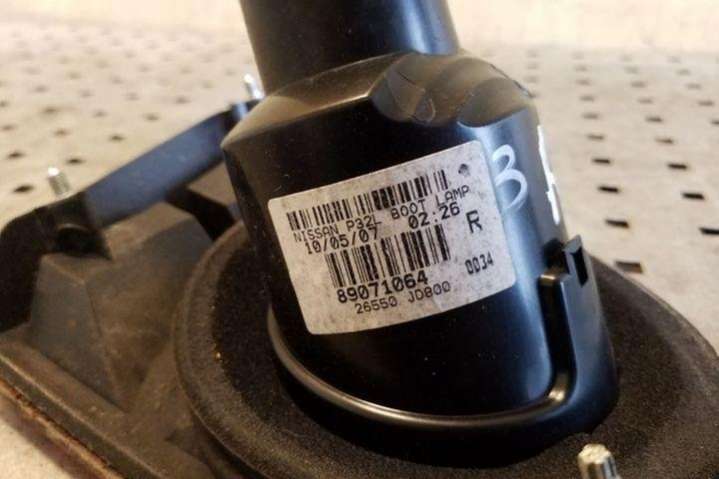 NISSAN P32L BOOT LAMP
10/05/07 02:26
R
89071064
0034
26550 JD800
B